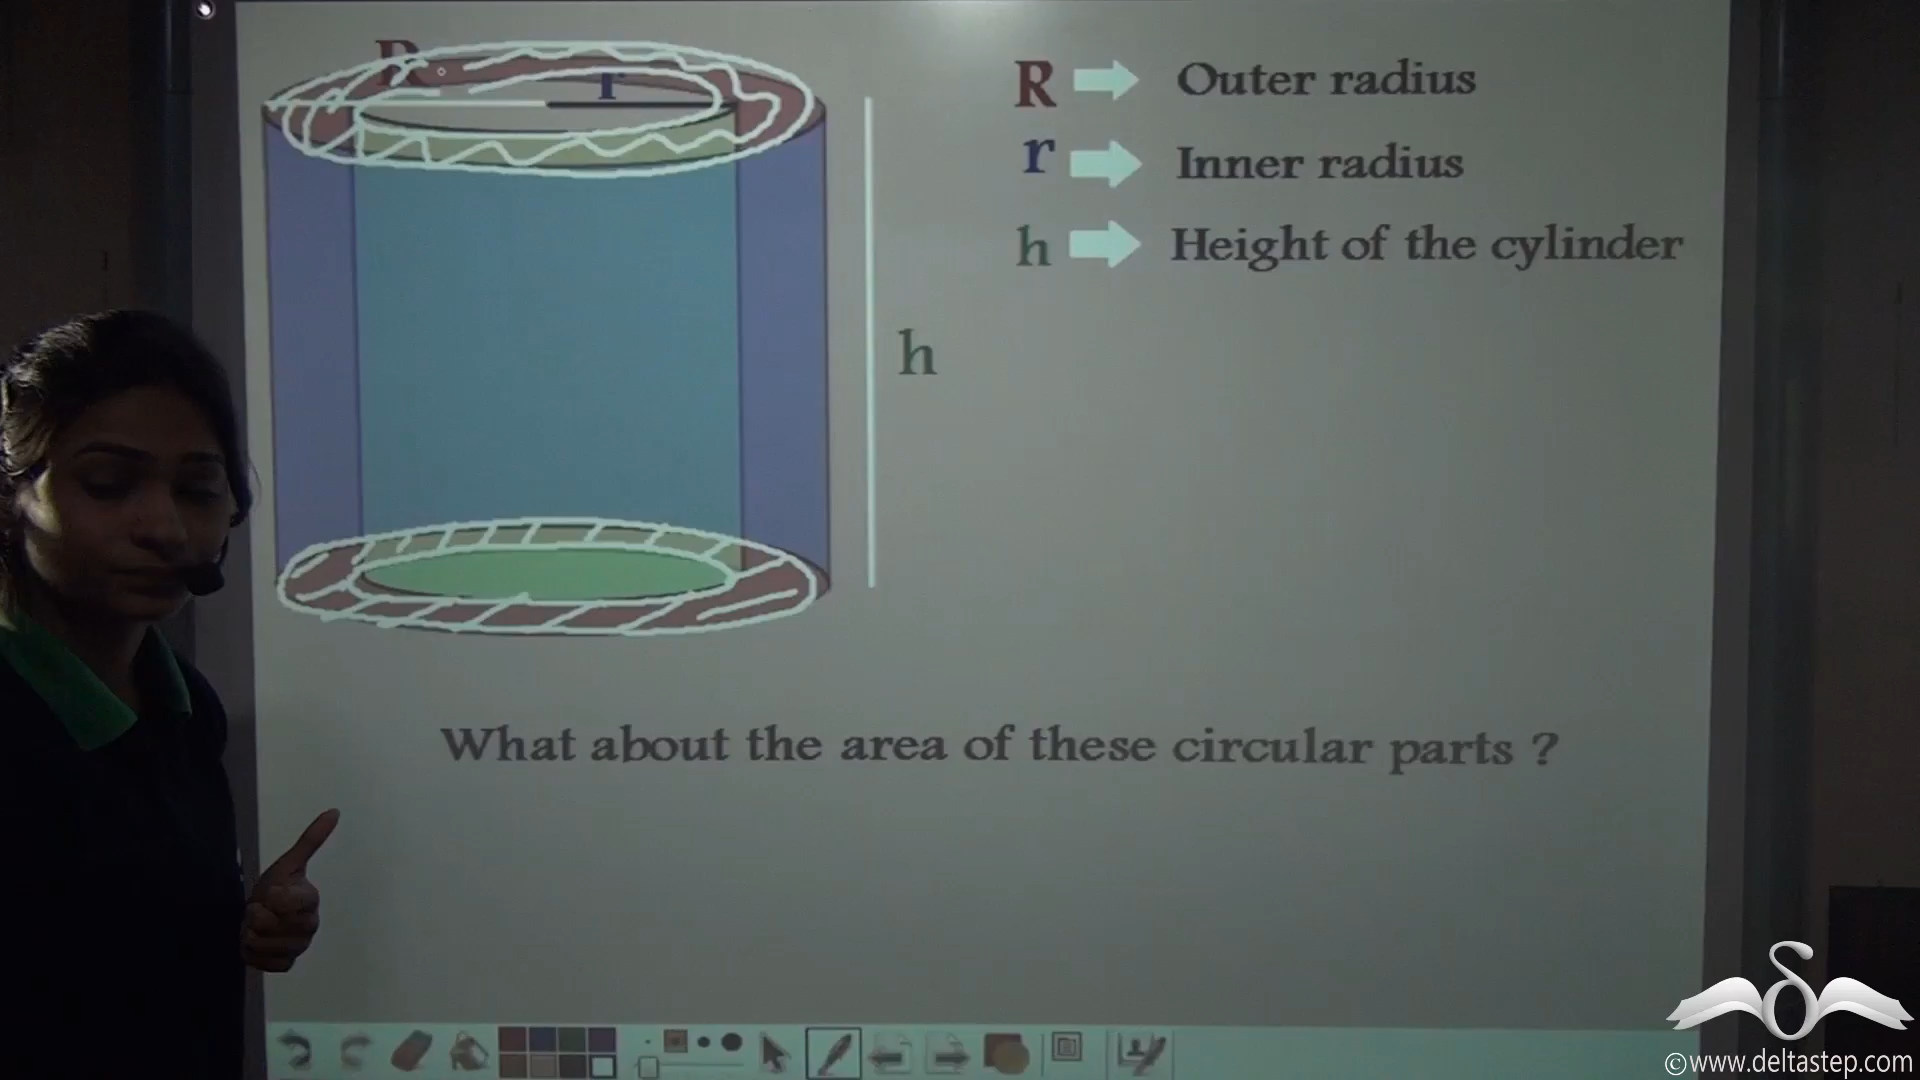 R
r
R Outer radius
r Inner radius
h Height of the cylinder
h
What about the area of these circular parts ?
©www.deltastep.com